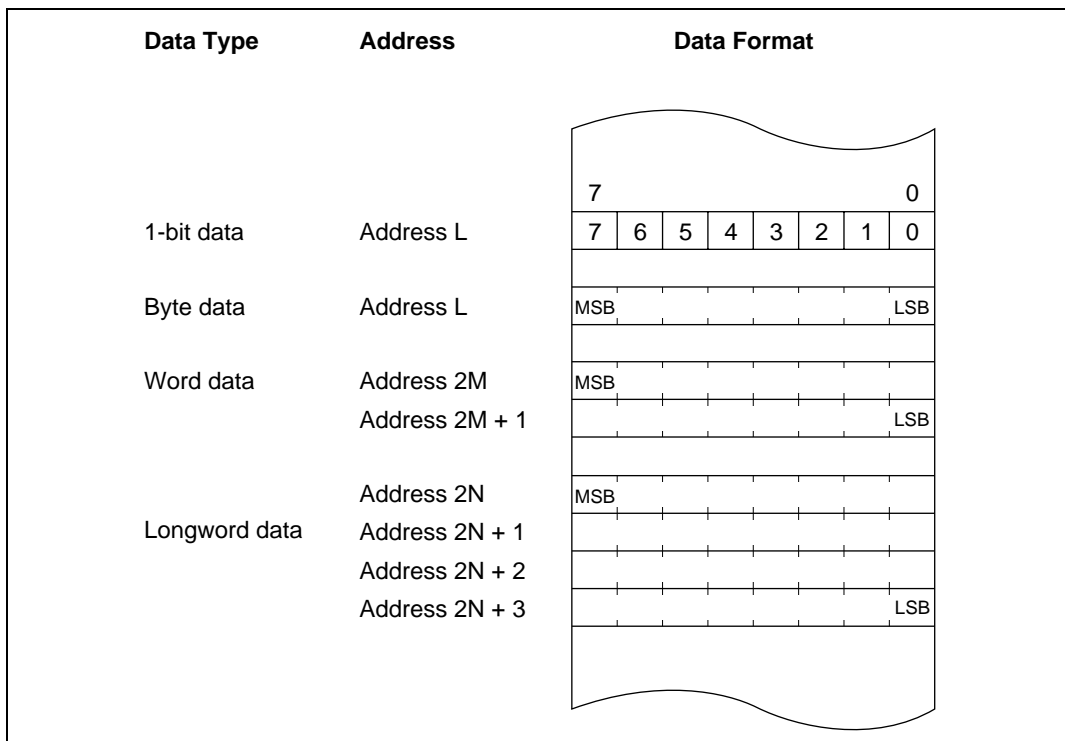 Data Type Address Data Format
7 0
1-bit data Address L 7 6 5 4 3 2 1 0
Byte data Address L MSB LSB
Word data Address 2M MSB
Address 2M + 1 LSB
Address 2N MSB
Longword data Address 2N + 1
Address 2N + 2
Address 2N + 3 LSB